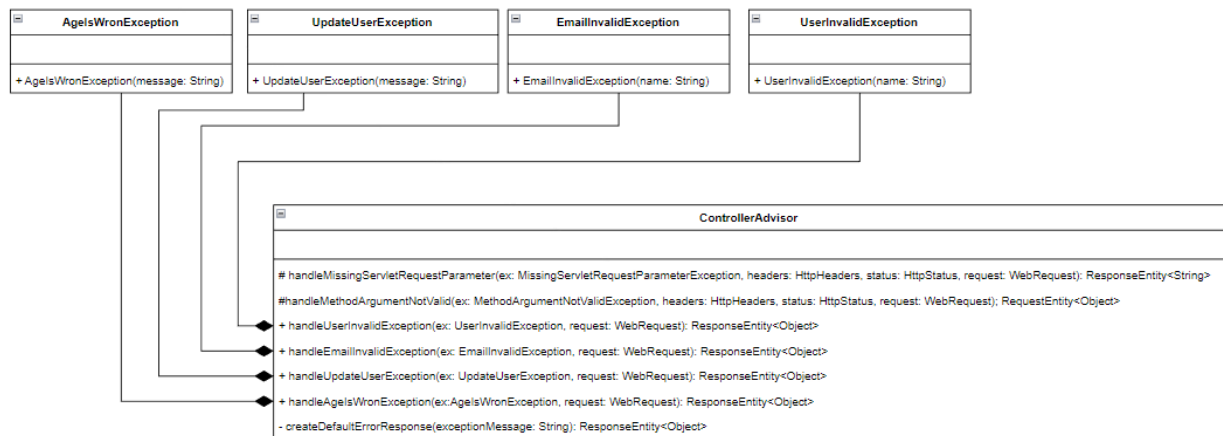 AgeIsWronException
+ AgeIsWronException(message: String)
UpdateUserException
+ UpdateUserException(message: String)
EmailInvalidException
+ EmailInvalidException(name: String)
UserInvalidException
+ UserInvalidException(name: String)
ControllerAdvisor
# handleMissingServletRequestParameter(ex: MissingServletRequestParameterException, headers: HttpHeaders, status: HttpStatus, request: WebRequest): ResponseEntity<String>
#handleMethodArgumentNotValid(ex: MethodArgumentNotValidException, headers: HttpHeaders, status: HttpStatus, request: WebRequest); RequestEntity<Object>
+ handleUserInvalidException(ex: UserInvalidException, request: WebRequest): ResponseEntity<Object>
+ handleEmailInvalidException(ex: EmailInvalidException, request: WebRequest): ResponseEntity<Object>
+ handleUpdateUserException(ex: UpdateUserException, request: WebRequest): ResponseEntity<Object>
+ handleAgeIsWronException(ex:AgeIsWronException, request: WebRequest): ResponseEntity<Object>
- createDefaultErrorResponse(exceptionMessage: String): ResponseEntity<Object>